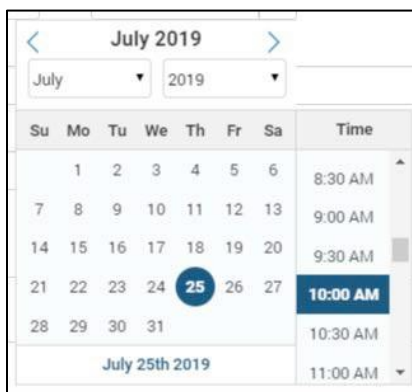 July 2019
July 2019
Su Mo Tu We Th Fr Sa Time
1 2 3 4 5 6
8:30 AM
7 8 9 10 11 12 13
9:00 AM
14 15 16 17 18 19 20
9:30 AM
21 22 23 24 25 26 27
10:00 AM
28 29 30 31
10:30 AM
July 25th 2019
11:00 AM